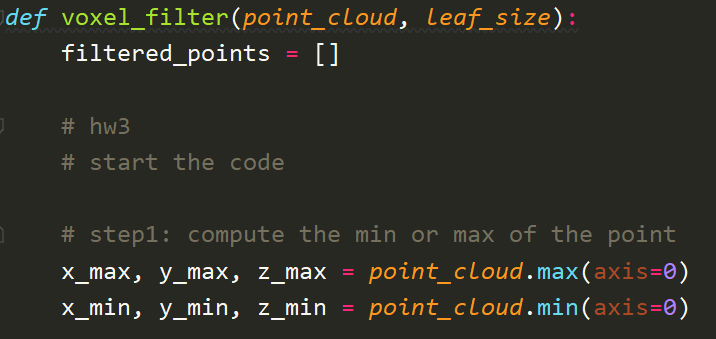 def voxel_filter(point_cloud, leaf_size):
filtered_points = []
# hw3
# start the code
# step1: compute the min or max of the point
x_max, y_max, z_max = point_cloud.max(axis=0)
x_min, y_min, z_min = point_cloud.min(axis=0)